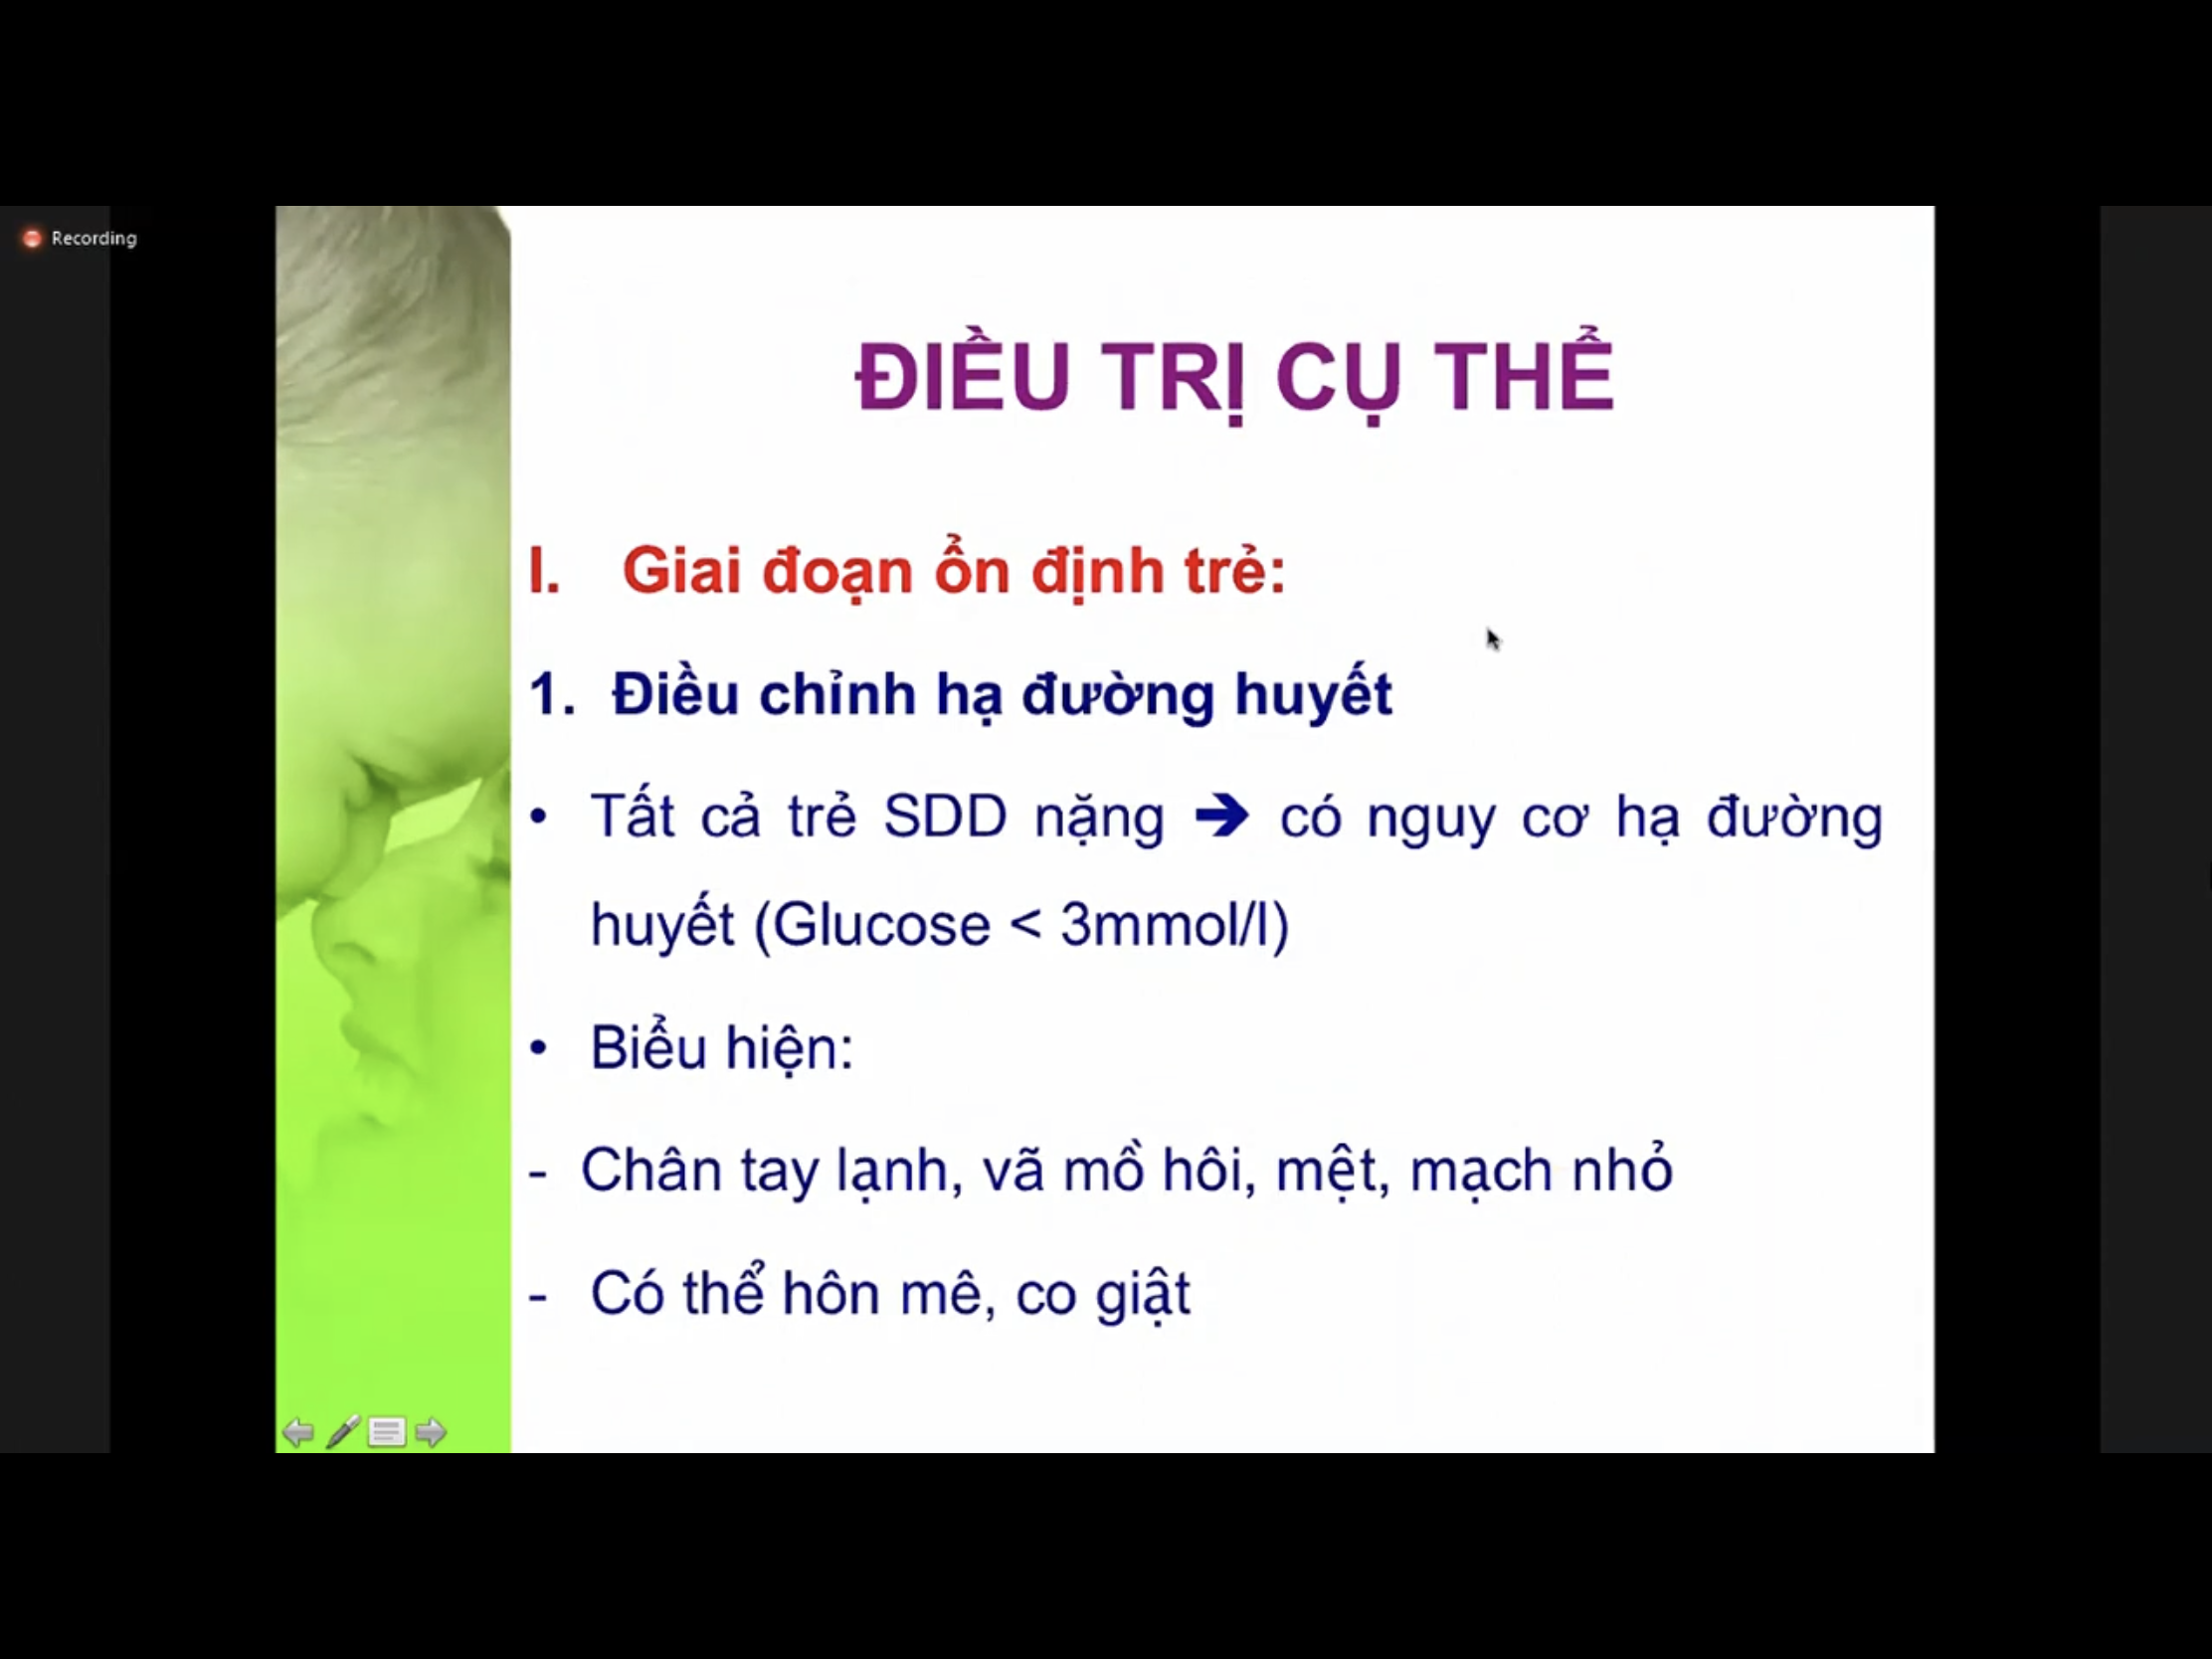 Recording
ĐIỀU TRỊ CỤ THỂ
I. Giai đoạn ổn định trẻ:
1. Điều chỉnh hạ đường huyết
• Tất cả trẻ SDD nặng ➔ có nguy cơ hạ đường
huyết (Glucose < 3mmol/l)
• Biểu hiện:
- Chân tay lạnh, vã mồ hôi, mệt, mạch nhỏ
- Có thể hôn mê, co giật